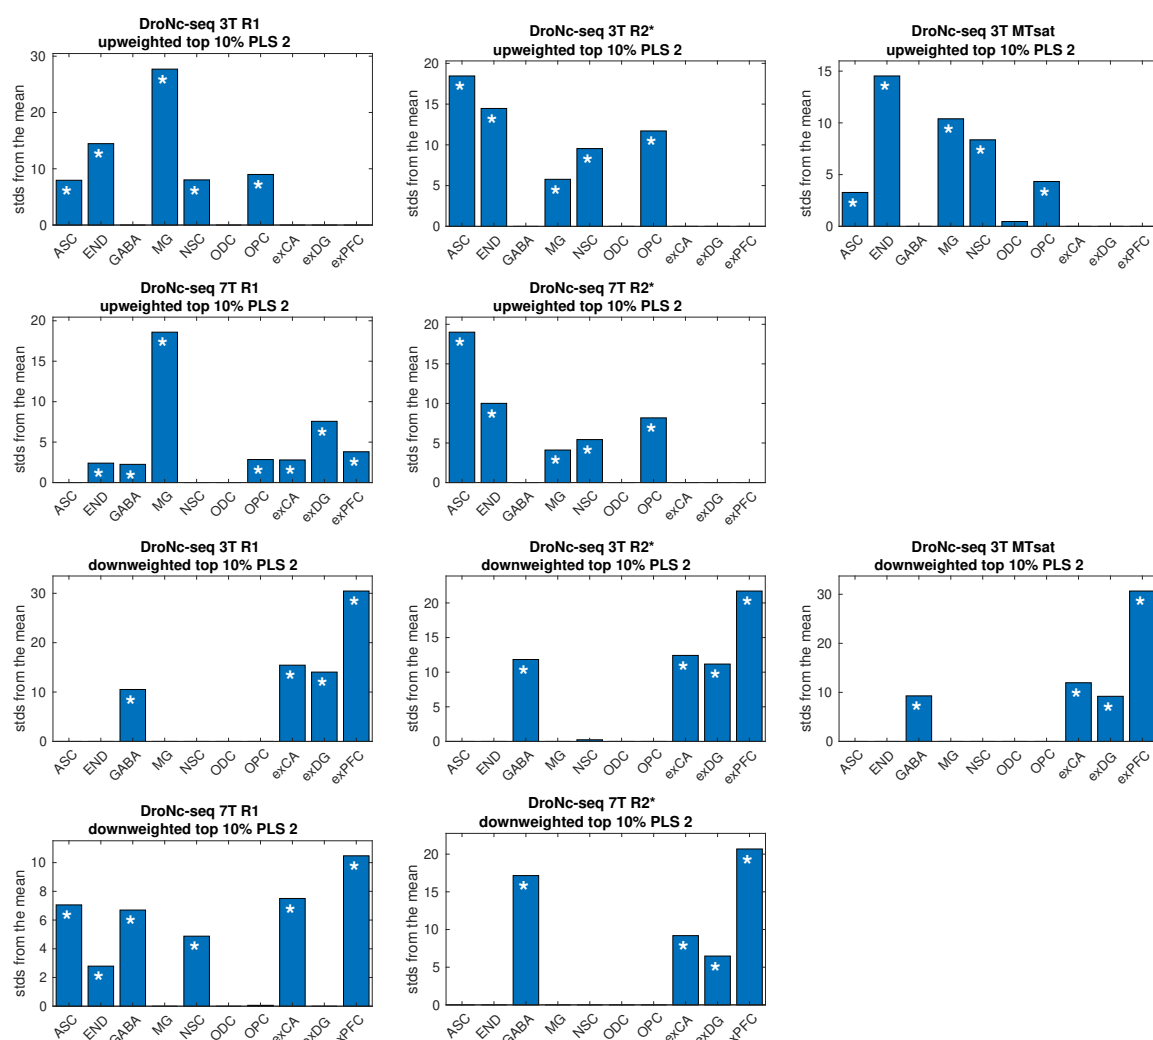 DroNc-seq 3T R1
upweighted top 10% PLS 2
stds from the mean
30
20
10
0
*
*
*
*
*
ASC
END
GABA
MG
NSC
ODC
OPC
exCA
exDG
exPFC
DroNc-seq 3T R2*
upweighted top 10% PLS 2
stds from the mean
20
15
10
5
0
*
*
*
*
*
ASC
END
GABA
MG
NSC
ODC
OPC
exCA
exDG
exPFC
DroNc-seq 3T MTsat
upweighted top 10% PLS 2
stds from the mean
15
10
5
0
*
*
*
*
*
ASC
END
GABA
MG
NSC
ODC
OPC
exCA
exDG
exPFC
DroNc-seq 7T R1
upweighted top 10% PLS 2
stds from the mean
20
15
10
5
0
*
*
*
*
*
*
*
ASC
END
GABA
MG
NSC
ODC
OPC
exCA
exDG
exPFC
DroNc-seq 7T R2*
upweighted top 10% PLS 2
stds from the mean
20
15
10
5
0
*
*
*
*
*
ASC
END
GABA
MG
NSC
ODC
OPC
exCA
exDG
exPFC
DroNc-seq 3T R1
downweighted top 10% PLS 2
stds from the mean
30
20
10
0
*
*
*
*
ASC
END
GABA
MG
NSC
ODC
OPC
exCA
exDG
exPFC
DroNc-seq 3T R2*
downweighted top 10% PLS 2
stds from the mean
20
15
10
5
0
*
*
*
*
ASC
END
GABA
MG
NSC
ODC
OPC
exCA
exDG
exPFC
DroNc-seq 3T MTsat
downweighted top 10% PLS 2
stds from the mean
30
20
10
0
*
*
*
*
ASC
END
GABA
MG
NSC
ODC
OPC
exCA
exDG
exPFC
DroNc-seq 7T R1
downweighted top 10% PLS 2
stds from the mean
10
8
6
4
2
0
*
*
*
*
*
*
ASC
END
GABA
MG
NSC
ODC
OPC
exCA
exDG
exPFC
DroNc-seq 7T R2*
downweighted top 10% PLS 2
stds from the mean
20
15
10
5
0
*
*
*
*
ASC
END
GABA
MG
NSC
ODC
OPC
exCA
exDG
exPFC